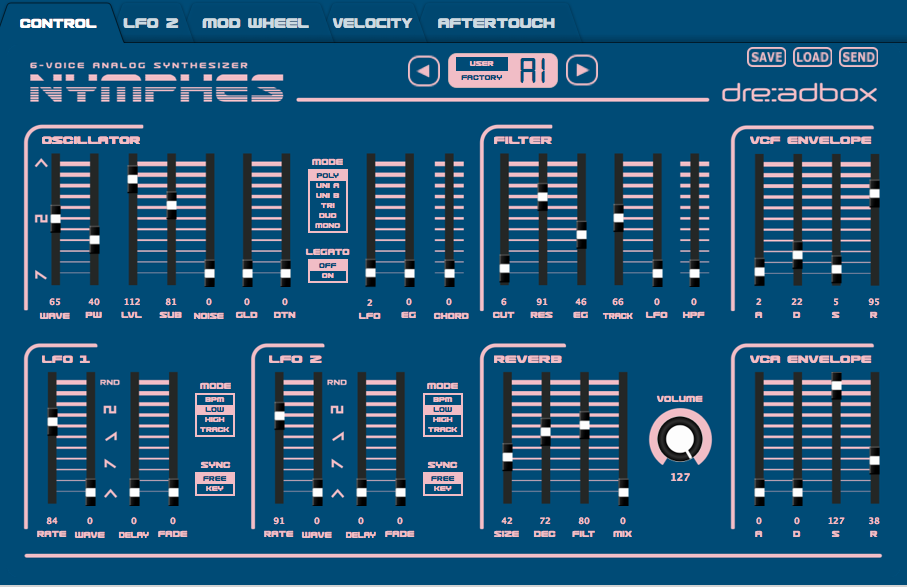 CONTROL LFO 2 MOD WHEEL VELOCITY AFTERTOUCH
6-VOICE ANALOG SYNTHESIZER
NYMPHES
USER
FACTORY
A1
SAVE LOAD SEND
dreadbox
OSCILLATOR
MODE
POLY
UNI A
UNI B
TRI
DUO
MONO
LEGATO
OFF
ON
65 40 112 81 0 0 0 2 0 0
WAVE PW LVL SUB NOISE GLD DTN LFO EG CHORD
FILTER
6 91 46 66 0 0
CUT RES EG TRACK LFO HPF
VCF ENVELOPE
2 22 5 95
A D S R
LFO 1
RND
MODE
BPM
LOW
HIGH
TRACK
SYNC
FREE
KEY
84 0 0 0
RATE WAVE DELAY FADE
LFO 2
RND
MODE
BPM
LOW
HIGH
TRACK
SYNC
FREE
KEY
91 0 0 0
RATE WAVE DELAY FADE
REVERB
VOLUME
127
42 72 80 0
SIZE DEC FILT MIX
VCA ENVELOPE
0 0 127 38
A D S R